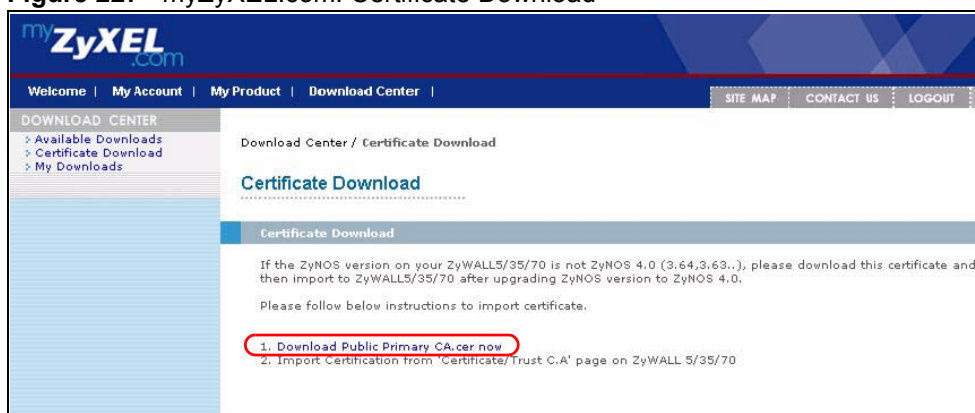 Figure 227 myZyXEL.com: Certificate Download
myZyXEL.com
Welcome | My Account | My Product | Download Center |
SITE MAP CONTACT US LOGOUT
DOWNLOAD CENTER
Available Downloads
Certificate Download
My Downloads
Download Center / Certificate Download
Certificate Download
Certificate Download
If the ZyNOS version on your ZyWALL5/35/70 is not ZyNOS 4.0 (3.64,3.63..), please download this certificate and
then import to ZyWALL5/35/70 after upgrading ZyNOS version to ZyNOS 4.0.
Please follow below instructions to import certificate.
1. Download Public Primary CA.cer now
2. Import Certification from 'Certificate/Trust C.A' page on ZyWALL 5/35/70